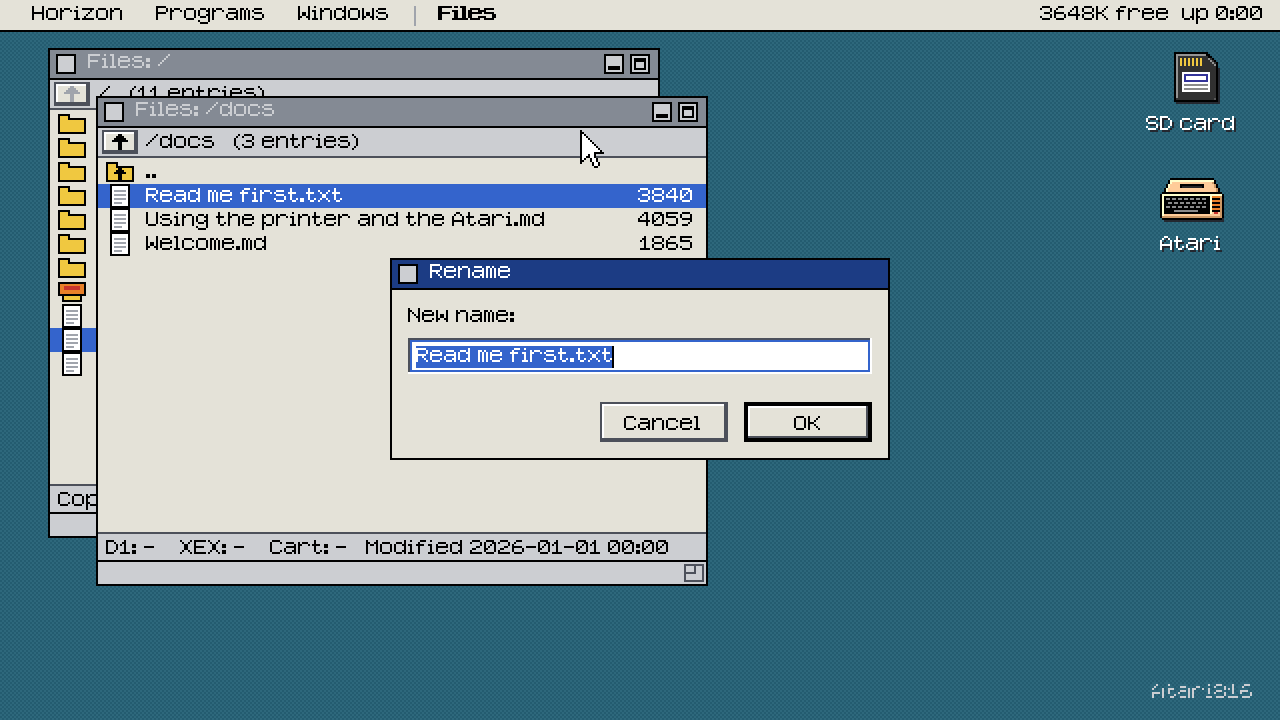 Horizon Programs Windows | Files 3648K free up 0:00
Files: /
/ (11 entries)
Files: /docs
/docs (3 entries)
..
Read me first.txt 3840
Using the printer and the Atari.md 4059
Welcome.md 1865
Rename
New name:
Read me first.txt
Cancel OK
Cop
D1: - XEX: - Cart: - Modified 2026-01-01 00:00
SD card
Atari
Atari816